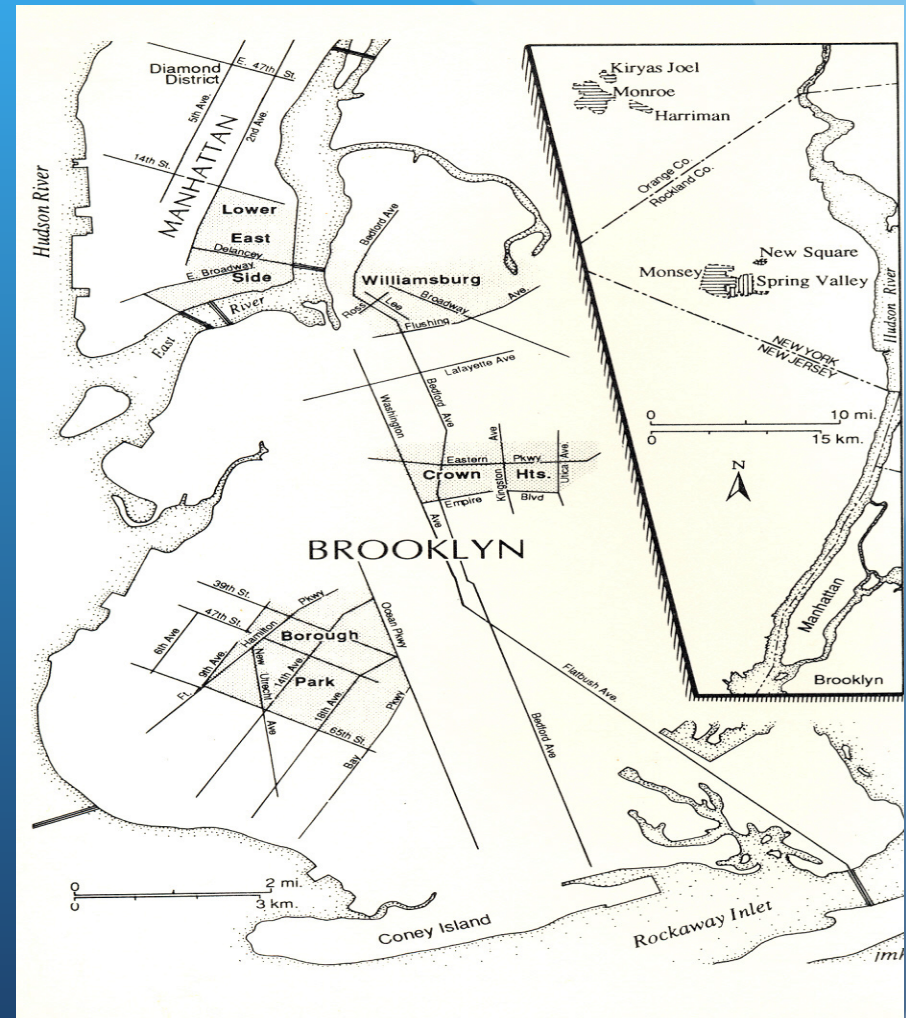 Diamond
District
E. 47th St.
5th Ave.
2nd Ave.
MANHATTAN
14th St.
Hudson River
Lower
East
Side
Delancey
E. Broadway
East
River
Bedford Ave
Williamsburg
Ross
Lee
Broadway
Flushing
Ave.
Lafayette Ave
Washington
Ave
Bedford
Ave
Eastern
Pkwy
Crown
Hts.
Kingston
Ave
Utica Ave.
Empire
Blvd
BROOKLYN
39th St.
47th St.
6th Ave
9th Ave.
Ft.
Hamilton
Pkwy
Borough
Park
New
Utrecht
Ave
14th Ave
18th Ave.
65th St
Bay
Pkwy
Ocean Pkwy
Flatbush Ave.
Bedford Ave
0
2 mi.
0
3 km.
Coney Island
Rockaway Inlet
jmh
Kiryas Joel
Monroe
Harriman
Orange Co.
Rockland Co.
New Square
Monsey
Spring Valley
Hudson River
NEW YORK
NEW JERSEY
0
10 mi.
0
15 km.
N
Manhattan
Brooklyn